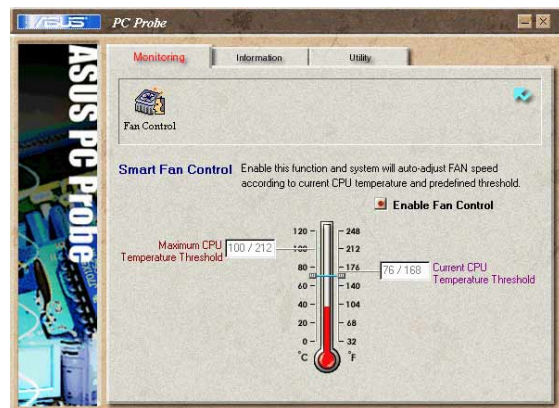 ASUS PC Probe
Monitoring Information Utility
ASUS PC Probe
Fan Control
Smart Fan Control Enable this function and system will auto-adjust FAN speed
according to current CPU temperature and predefined threshold.
Enable Fan Control
Maximum CPU
Temperature Threshold
100 / 212
120 248
100 212
80 176
60 140
40 104
20 68
0 32
°C °F
76 / 168
Current CPU
Temperature Threshold